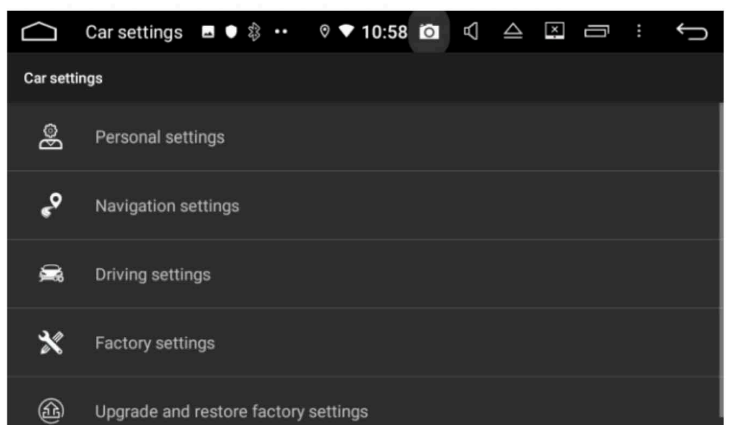 Car settings 10:58
Car settings
Personal settings
Navigation settings
Driving settings
Factory settings
Upgrade and restore factory settings